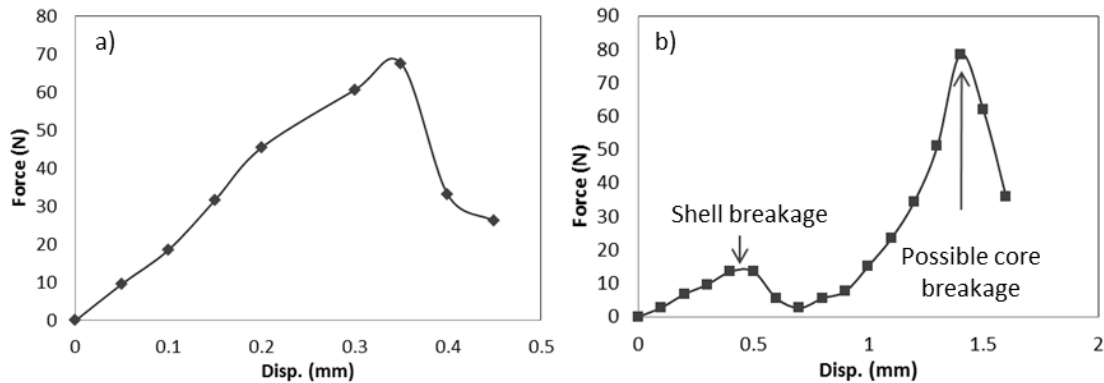 a)
80
70
60
50
40
30
20
10
0
Force (N)
0 0.1 0.2 0.3 0.4 0.5
Disp. (mm)
b)
90
80
70
60
50
40
30
20
10
0
Force (N)
Shell breakage
Possible core
breakage
0 0.5 1 1.5 2
Disp. (mm)